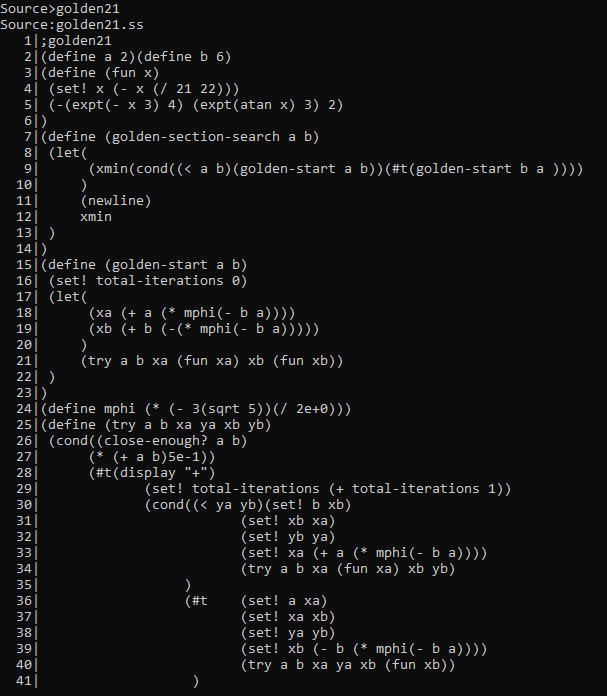 Source>golden21
Source:golden21.ss
   1|;golden21
   2|(define a 2)(define b 6)
   3|(define (fun x)
   4| (set! x (- x (/ 21 22)))
   5| (-(expt(- x 3) 4) (expt(atan x) 3) 2)
   6|)
   7|(define (golden-section-search a b)
   8| (let(
   9|      (xmin(cond((< a b)(golden-start a b))(#t(golden-start b a ))))
  10|     )
  11|     (newline)
  12|     xmin
  13| )
  14|)
  15|(define (golden-start a b)
  16| (set! total-iterations 0)
  17| (let(
  18|      (xa (+ a (* mphi(- b a))))
  19|      (xb (+ b (-(* mphi(- b a)))))
  20|     )
  21|     (try a b xa (fun xa) xb (fun xb))
  22| )
  23|)
  24|(define mphi (* (- 3(sqrt 5))(/ 2e+0)))
  25|(define (try a b xa ya xb yb)
  26| (cond((close-enough? a b)
  27|      (* (+ a b)5e-1))
  28|      (#t(display "+")
  29|             (set! total-iterations (+ total-iterations 1))
  30|             (cond((< ya yb)(set! b xb)
  31|                         (set! xb xa)
  32|                         (set! yb ya)
  33|                         (set! xa (+ a (* mphi(- b a))))
  34|                         (try a b xa (fun xa) xb yb)
  35|                  )
  36|                  (#t    (set! a xa)
  37|                         (set! xa xb)
  38|                         (set! ya yb)
  39|                         (set! xb (- b (* mphi(- b a))))
  40|                         (try a b xa ya xb (fun xb))
  41|                   )